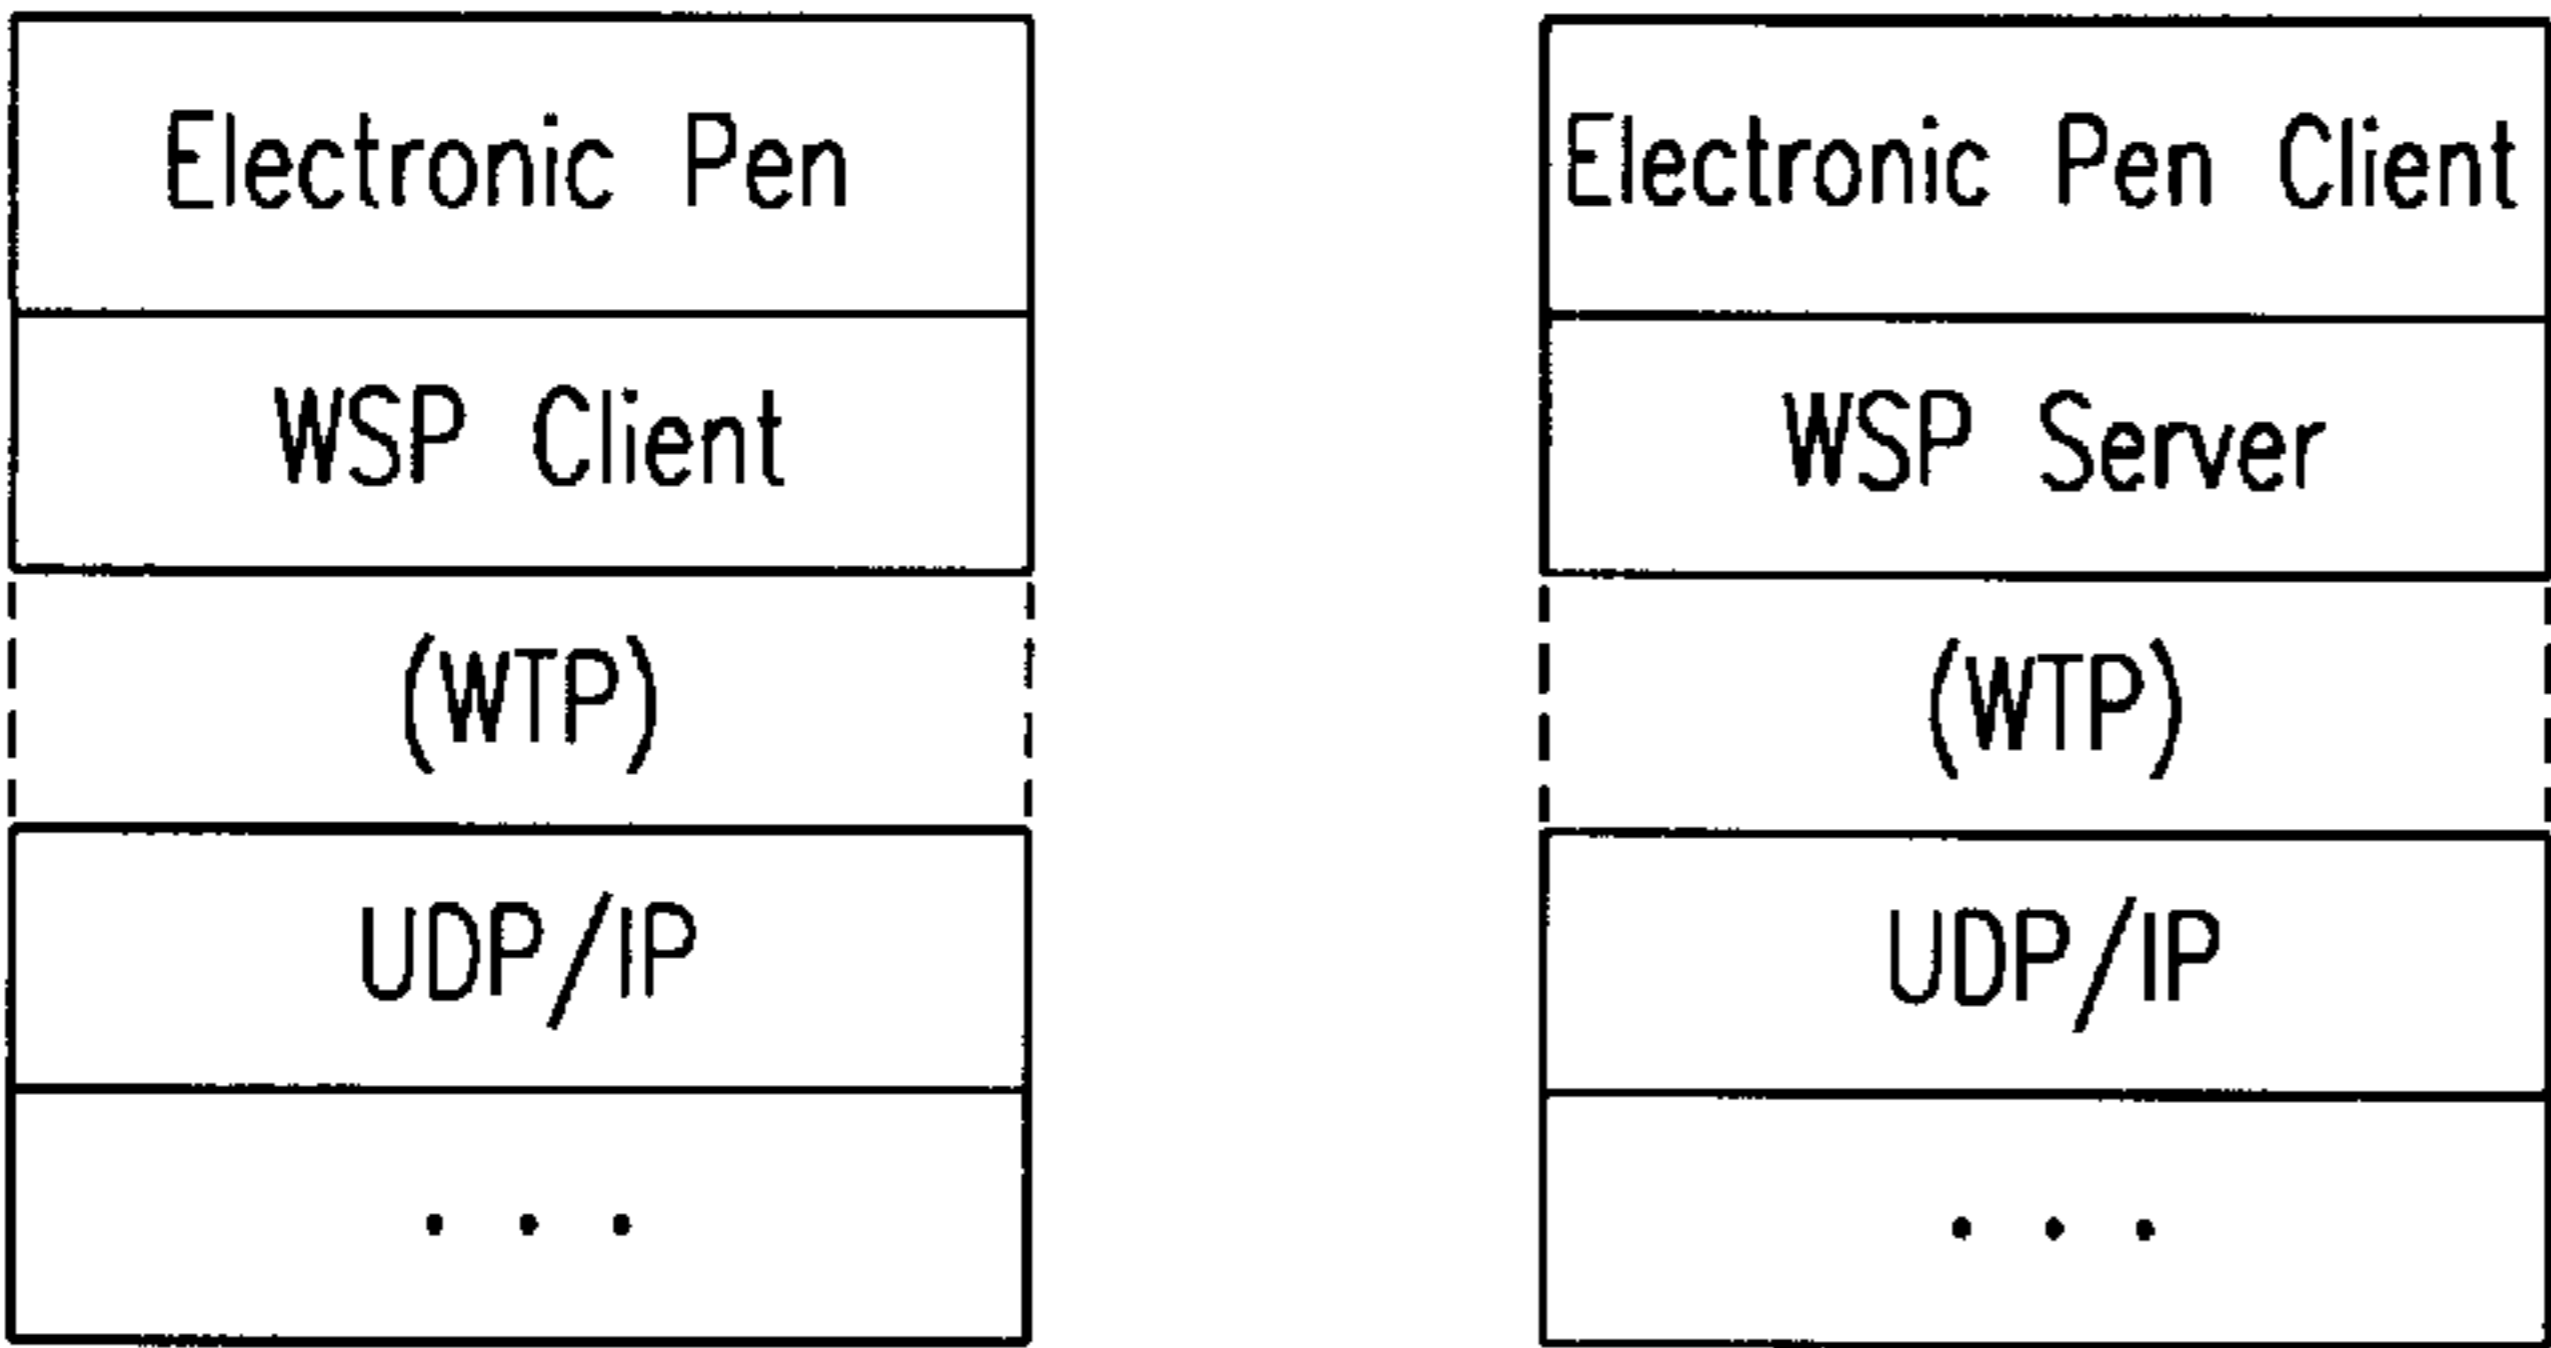 Electronic Pen
WSP Client
(WTP)
UDP/IP
. . .
Electronic Pen Client
WSP Server
(WTP)
UDP/IP
. . .